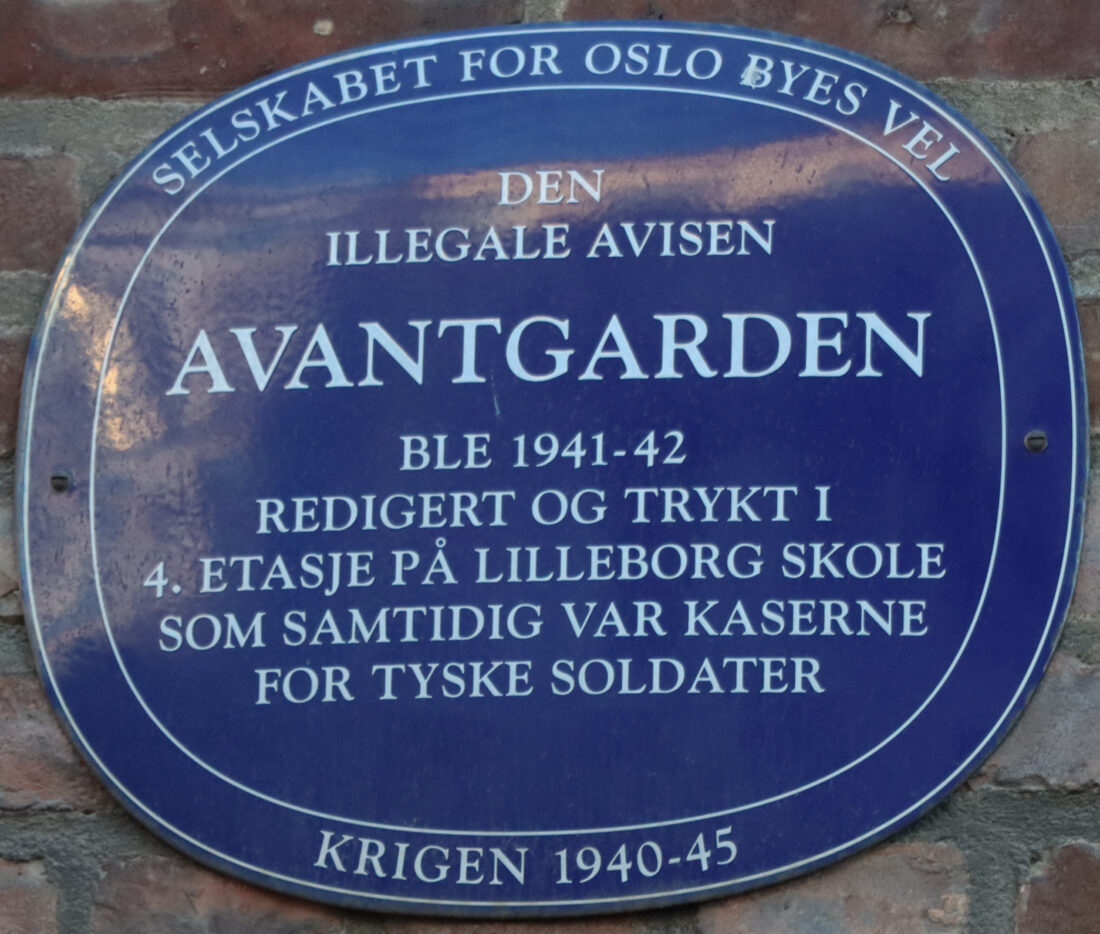 SELSKABET FOR OSLO BYES VEL
DEN
ILLEGALE AVISEN
AVANTGARDEN
BLE 1941-42
REDIGERT OG TRYKT I
4. ETASJE PÅ LILLEBORG SKOLE
SOM SAMTIDIG VAR KASERNE
FOR TYSKE SOLDATER
KRIGEN 1940-45